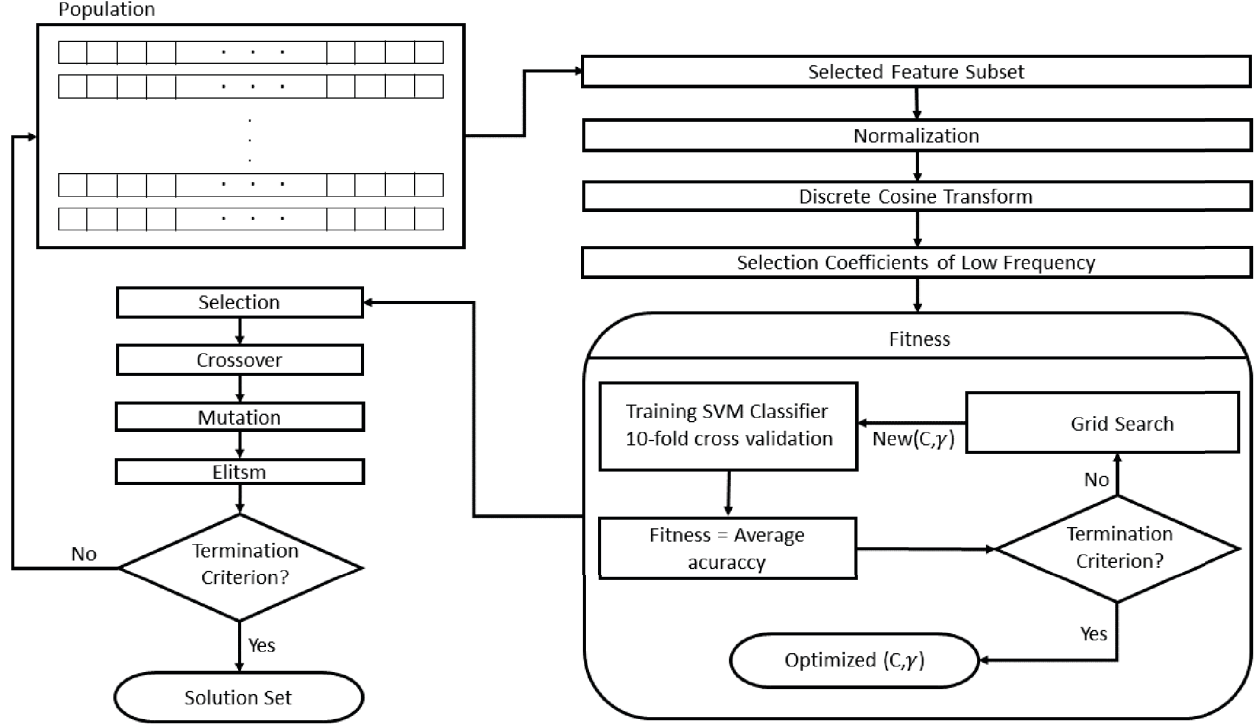 Population
. . .
. . .
.
.
.
. . .
. . .
Selected Feature Subset
Normalization
Discrete Cosine Transform
Selection Coefficients of Low Frequency
Fitness
Training SVM Classifier
10-fold cross validation
New(C,γ)
Grid Search
No
Fitness = Average
acuraccy
Termination
Criterion?
Yes
Optimized (C,γ)
Selection
Crossover
Mutation
Elitsm
No
Termination
Criterion?
Yes
Solution Set